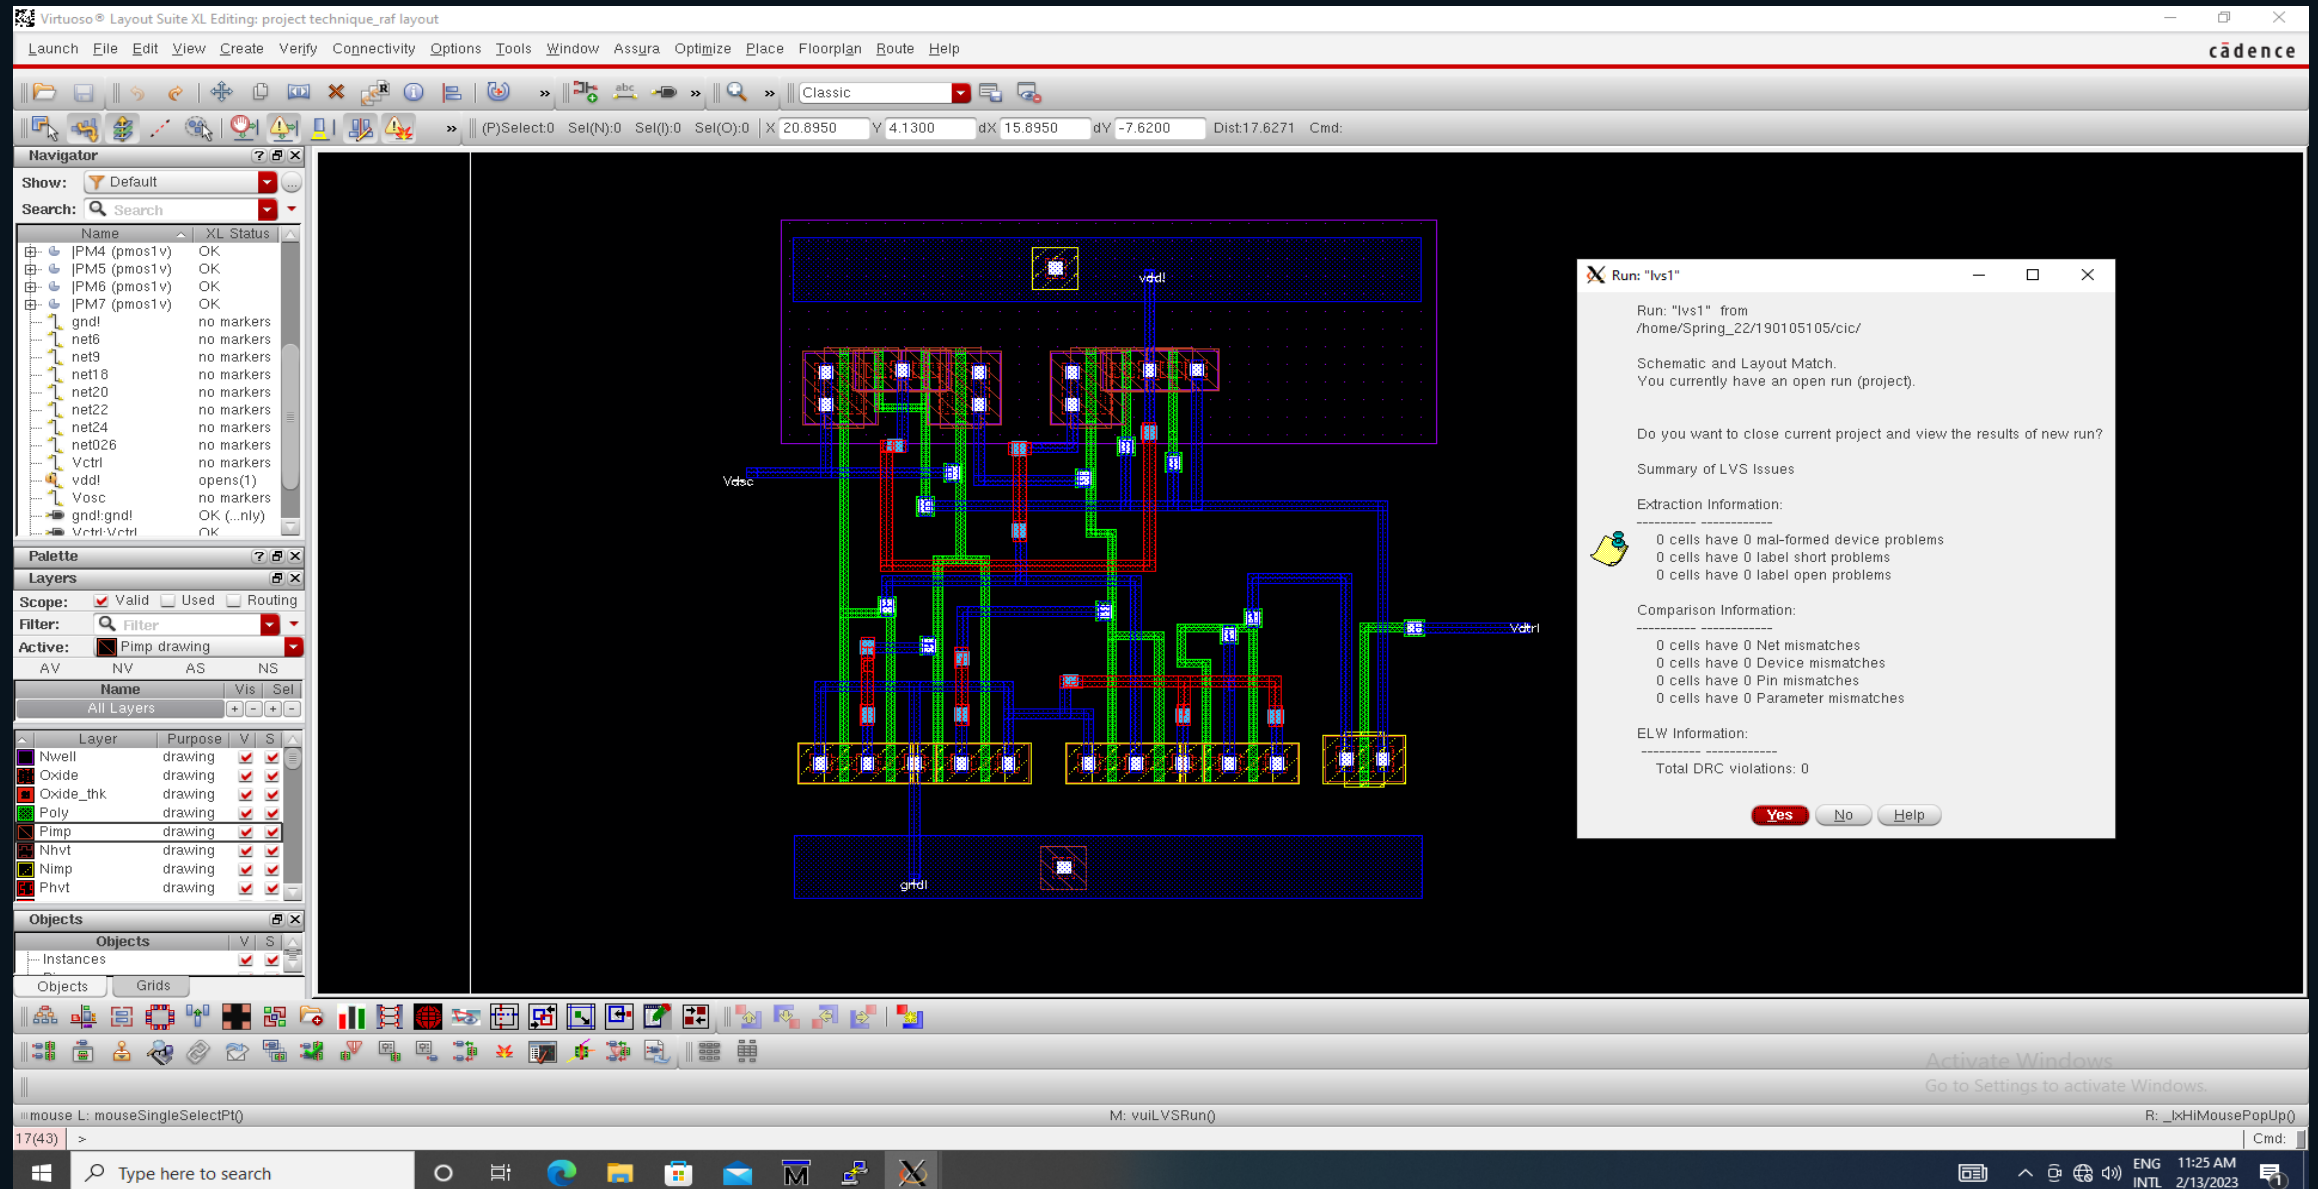 Virtuoso® Layout Suite XL Editing: project technique_raf layout
Launch File Edit View Create Verify Connectivity Options Tools Window Assura Optimize Place Floorplan Route Help
cādence
abc » » » Classic
» (P)Select:0 Sel(N):0 Sel(I):0 Sel(O):0 X 20.8950 Y 4.1300 dX 15.8950 dY -7.6200 Dist:17.6271 Cmd:
Navigator
Show: Default
Search: Search
Name XL Status
|PM4 (pmos1v) OK
|PM5 (pmos1v) OK
|PM6 (pmos1v) OK
|PM7 (pmos1v) OK
gnd! no markers
net6 no markers
net9 no markers
net18 no markers
net20 no markers
net22 no markers
net24 no markers
net026 no markers
Vctrl no markers
vdd! opens(1)
Vosc no markers
gnd!:gnd! OK (...nly)
Vctrl:Vctrl OK
Palette
Layers
Scope: Valid Used Routing
Filter: Filter
Active: Pimp drawing
AV NV AS NS
Name Vis Sel
All Layers + - + -
Layer Purpose V S
Nwell drawing
Oxide drawing
Oxide_thk drawing
Poly drawing
Pimp drawing
Nhvt drawing
Nimp drawing
Phvt drawing
Objects
Objects V S
Instances
Objects Grids
vdd!
Vosc
Vctrl
gnd!
Run: "lvs1"
Run: "lvs1" from
/home/Spring_22/190105105/cic/
Schematic and Layout Match.
You currently have an open run (project).
Do you want to close current project and view the results of new run?
Summary of LVS Issues
Extraction Information:
---------- ------------
0 cells have 0 mal-formed device problems
0 cells have 0 label short problems
0 cells have 0 label open problems
Comparison Information:
---------- ------------
0 cells have 0 Net mismatches
0 cells have 0 Device mismatches
0 cells have 0 Pin mismatches
0 cells have 0 Parameter mismatches
ELW Information:
---------- ------------
Total DRC violations: 0
Yes No Help
Activate Windows
Go to Settings to activate Windows.
mouse L: mouseSingleSelectPt() M: vuiLVSRun() R: _lxHiMousePopUp()
17(43) > Cmd:
Type here to search
ENG 11:25 AM
INTL 2/13/2023
1